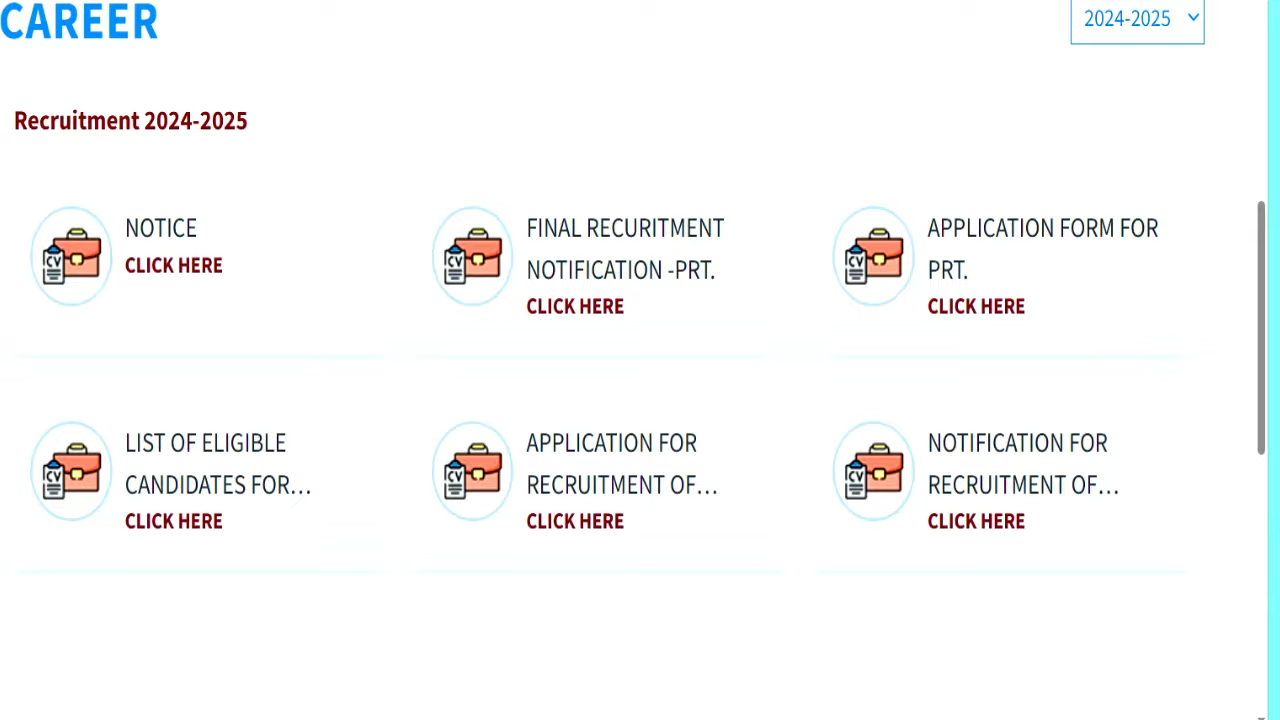 CAREER
2024-2025
Recruitment 2024-2025
NOTICE
CLICK HERE
FINAL RECURITMENT
NOTIFICATION -PRT.
CLICK HERE
APPLICATION FORM FOR
PRT.
CLICK HERE
LIST OF ELIGIBLE
CANDIDATES FOR...
CLICK HERE
APPLICATION FOR
RECRUITMENT OF...
CLICK HERE
NOTIFICATION FOR
RECRUITMENT OF...
CLICK HERE
CV
CV
CV
CV
CV
CV